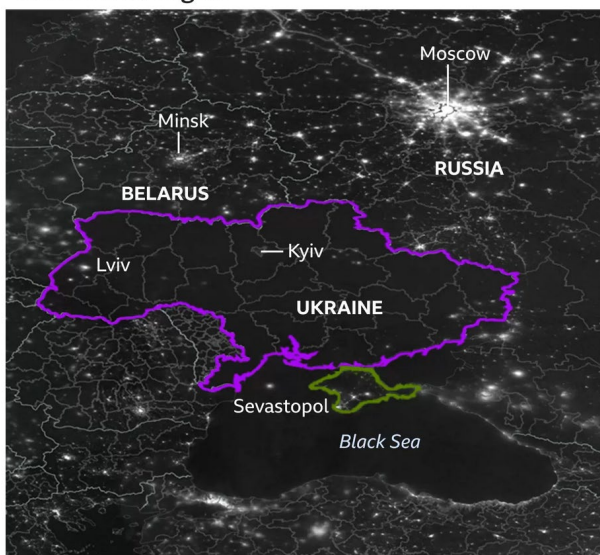 Moscow
Minsk
RUSSIA
BELARUS
Lviv
Kyiv
UKRAINE
Sevastopol
Black Sea